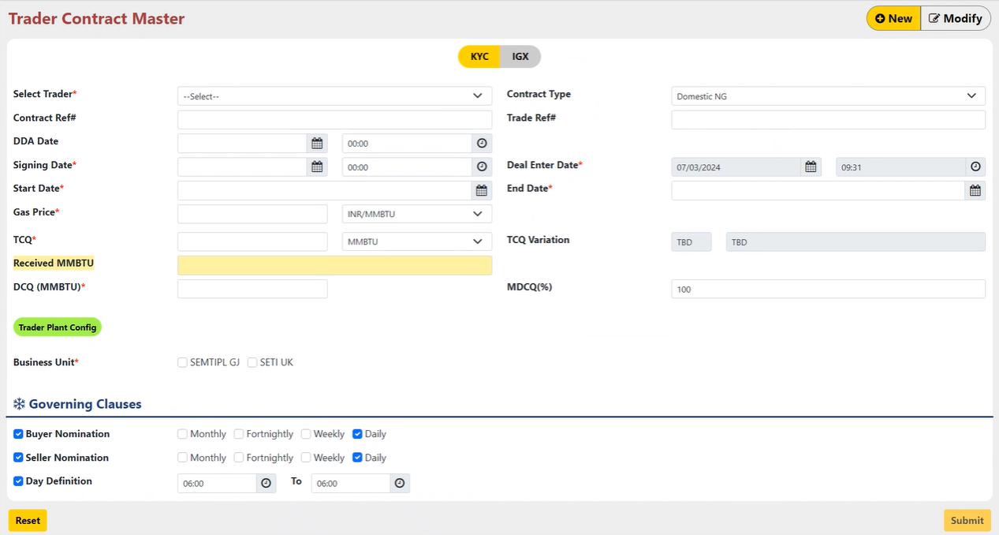 Trader Contract Master
New Modify
KYC IGX
Select Trader* --Select-- Contract Type Domestic NG
Contract Ref# Trade Ref#
DDA Date 00:00
Signing Date* 00:00 Deal Enter Date* 07/03/2024 09:31
Start Date* End Date*
Gas Price* INR/MMBTU
TCQ* MMBTU TCQ Variation TBD TBD
Received MMBTU
DCQ (MMBTU)* MDCQ(%) 100
Trader Plant Config
Business Unit* SEMTIPL GJ SETI UK
Governing Clauses
Buyer Nomination Monthly Fortnightly Weekly Daily
Seller Nomination Monthly Fortnightly Weekly Daily
Day Definition 06:00 To 06:00
Reset Submit